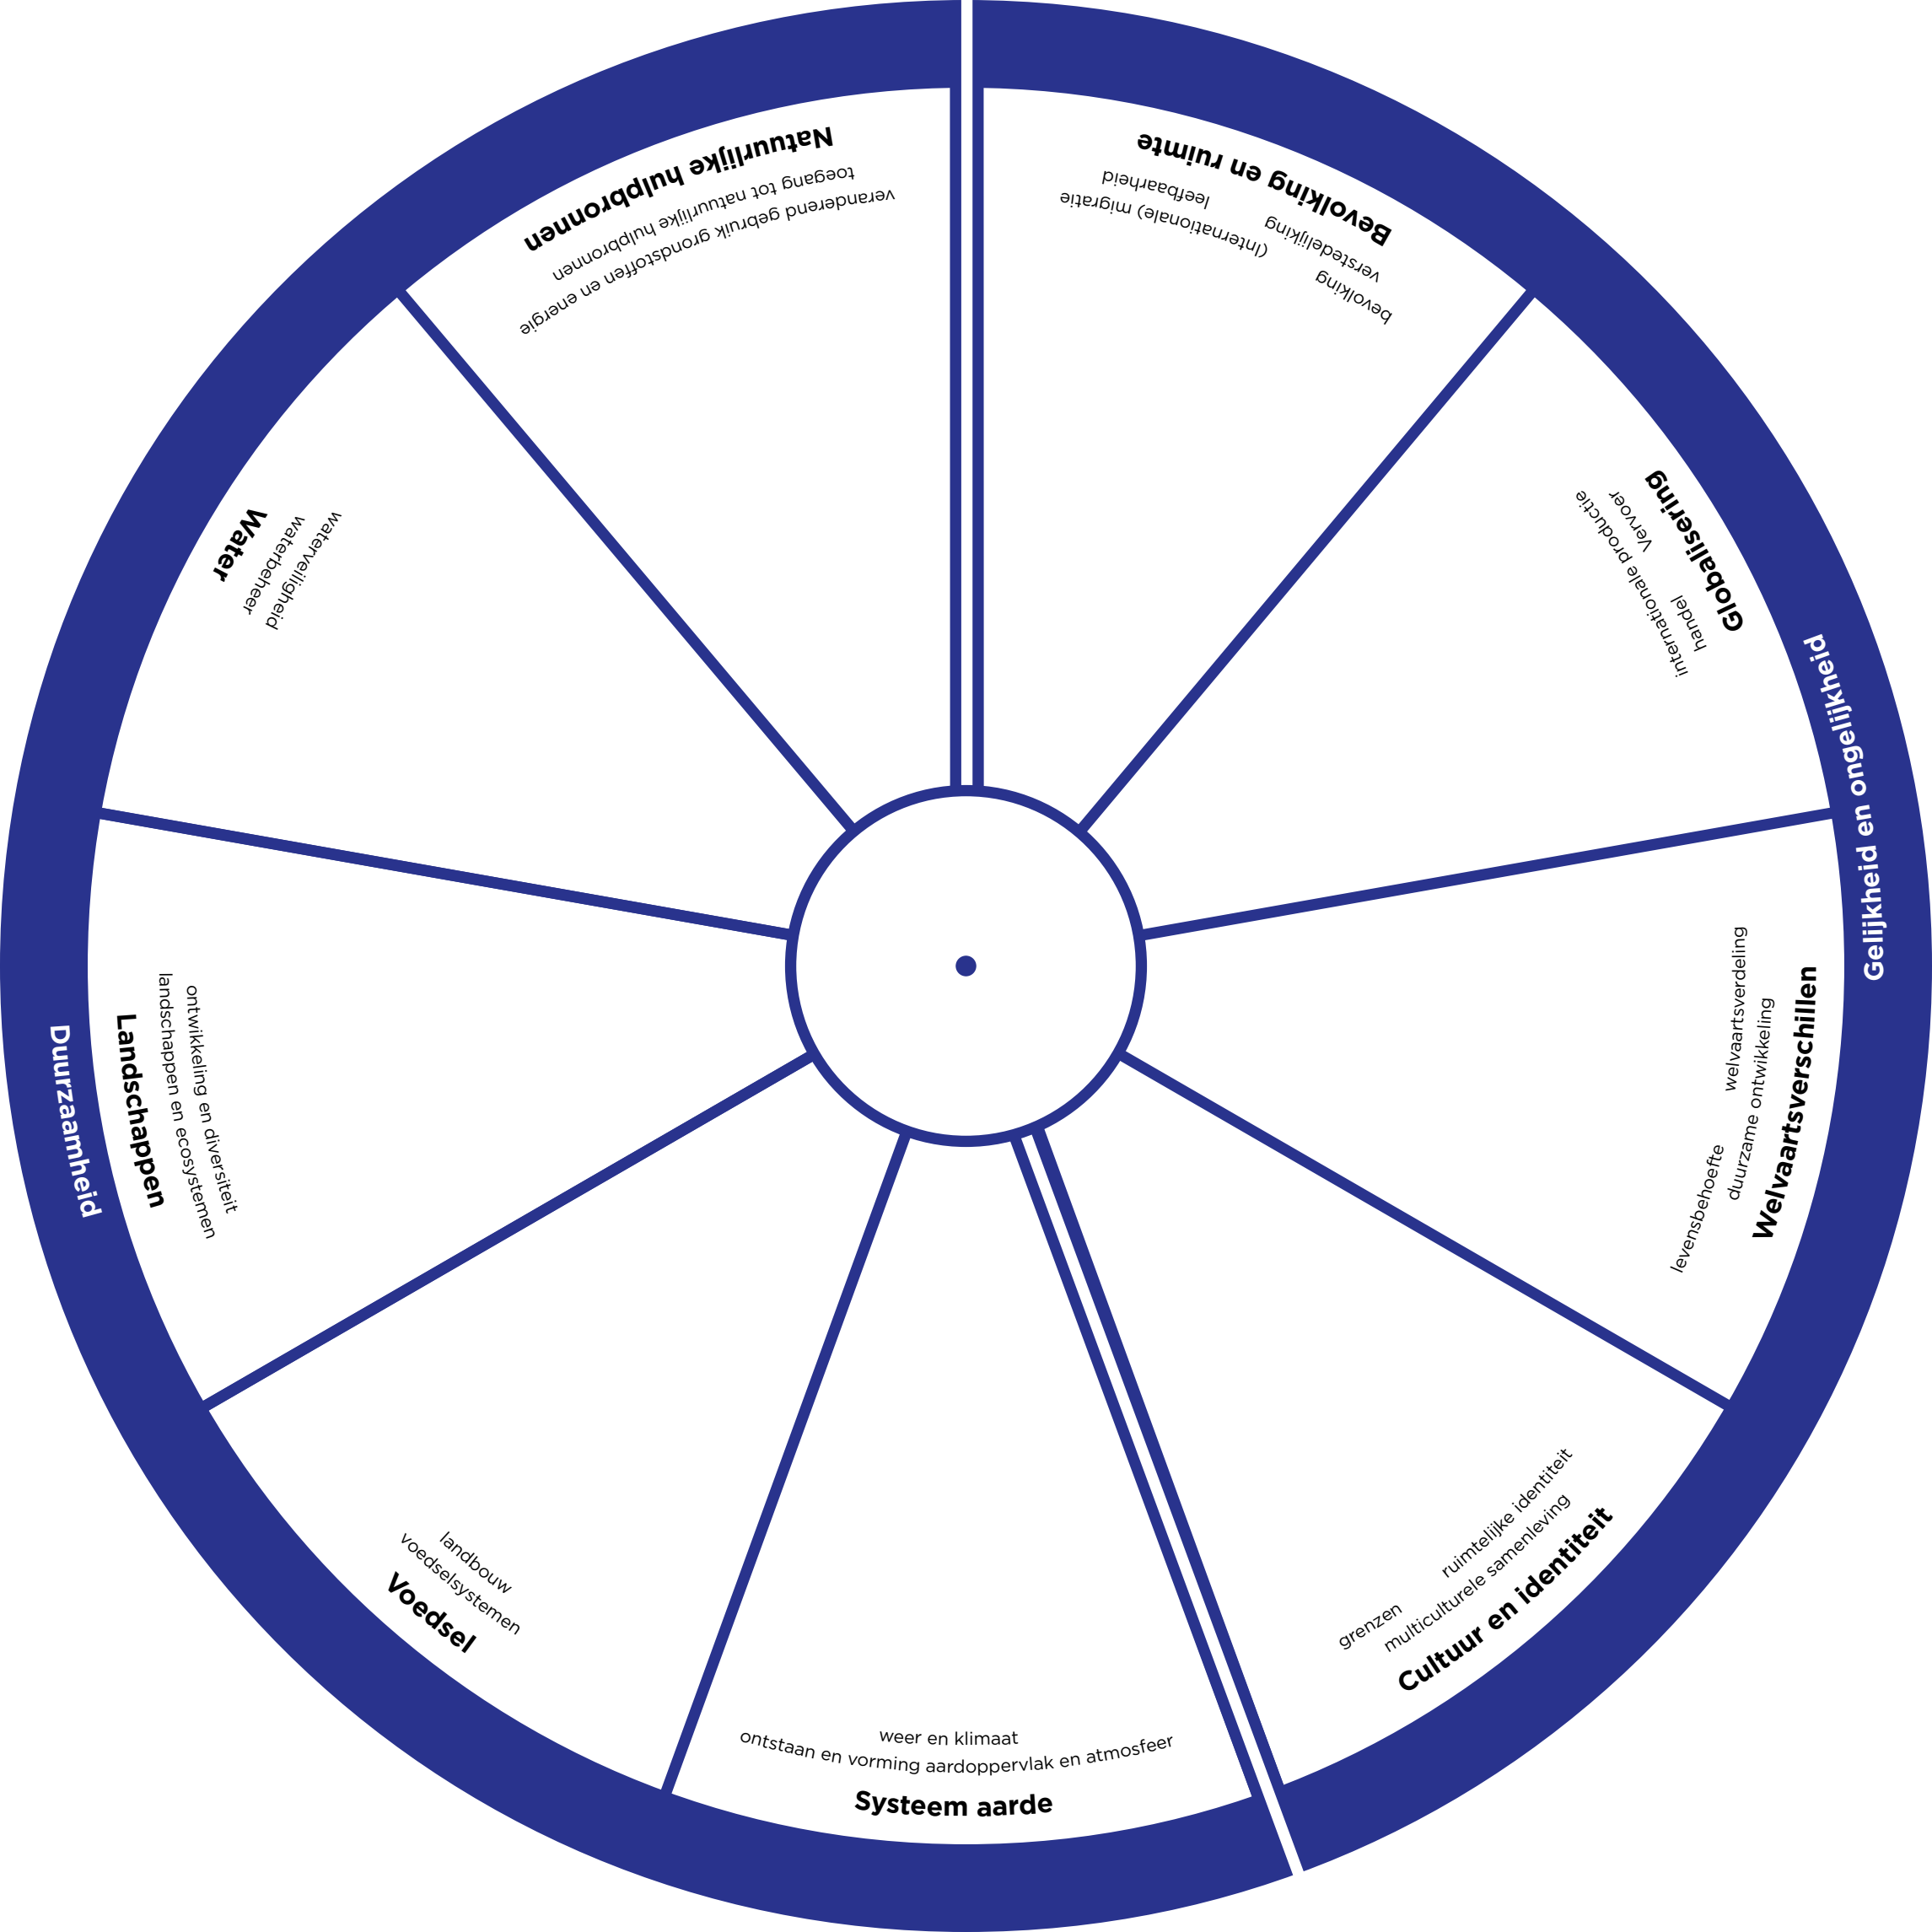 Gelijkheid en ongelijkheid
Bevolking en ruimte
verstedelijking
leefbaarheid
bevolking
(Internationale) migratie
Globalisering
handel
Vervoer
internationale productie
Welvaartsverschillen
duurzame ontwikkeling
levensbehoefte
welvaartsverdeling
Cultuur en identiteit
multiculturele samenleving
grenzen
ruimtelijke identiteit
Duurzaamheid
Systeem aarde
ontstaan en vorming aardoppervlak en atmosfeer
weer en klimaat
Voedsel
voedselsystemen
landbouw
Landschappen
landschappen en ecosystemen
ontwikkeling en diversiteit
Water
waterbeheer
waterveiligheid
Natuurlijke hulpbronnen
toegang tot natuurlijke hulpbronnen
veranderend gebruik grondstoffen en energie